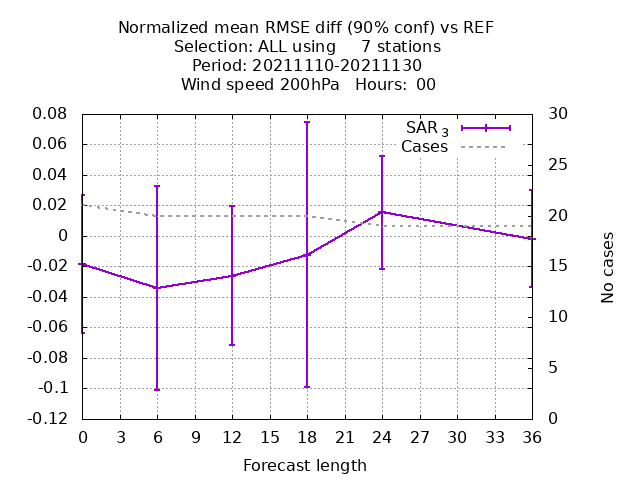 Normalized mean RMSE diff (90% conf) vs REF
Selection: ALL using 7 stations
Period: 20211110-20211130
Wind speed 200hPa Hours: 00
SAR 3
Cases
0.08
0.06
0.04
0.02
0
-0.02
-0.04
-0.06
-0.08
-0.1
-0.12
30
25
20
15
10
5
0
No cases
0 3 6 9 12 15 18 21 24 27 30 33 36
Forecast length